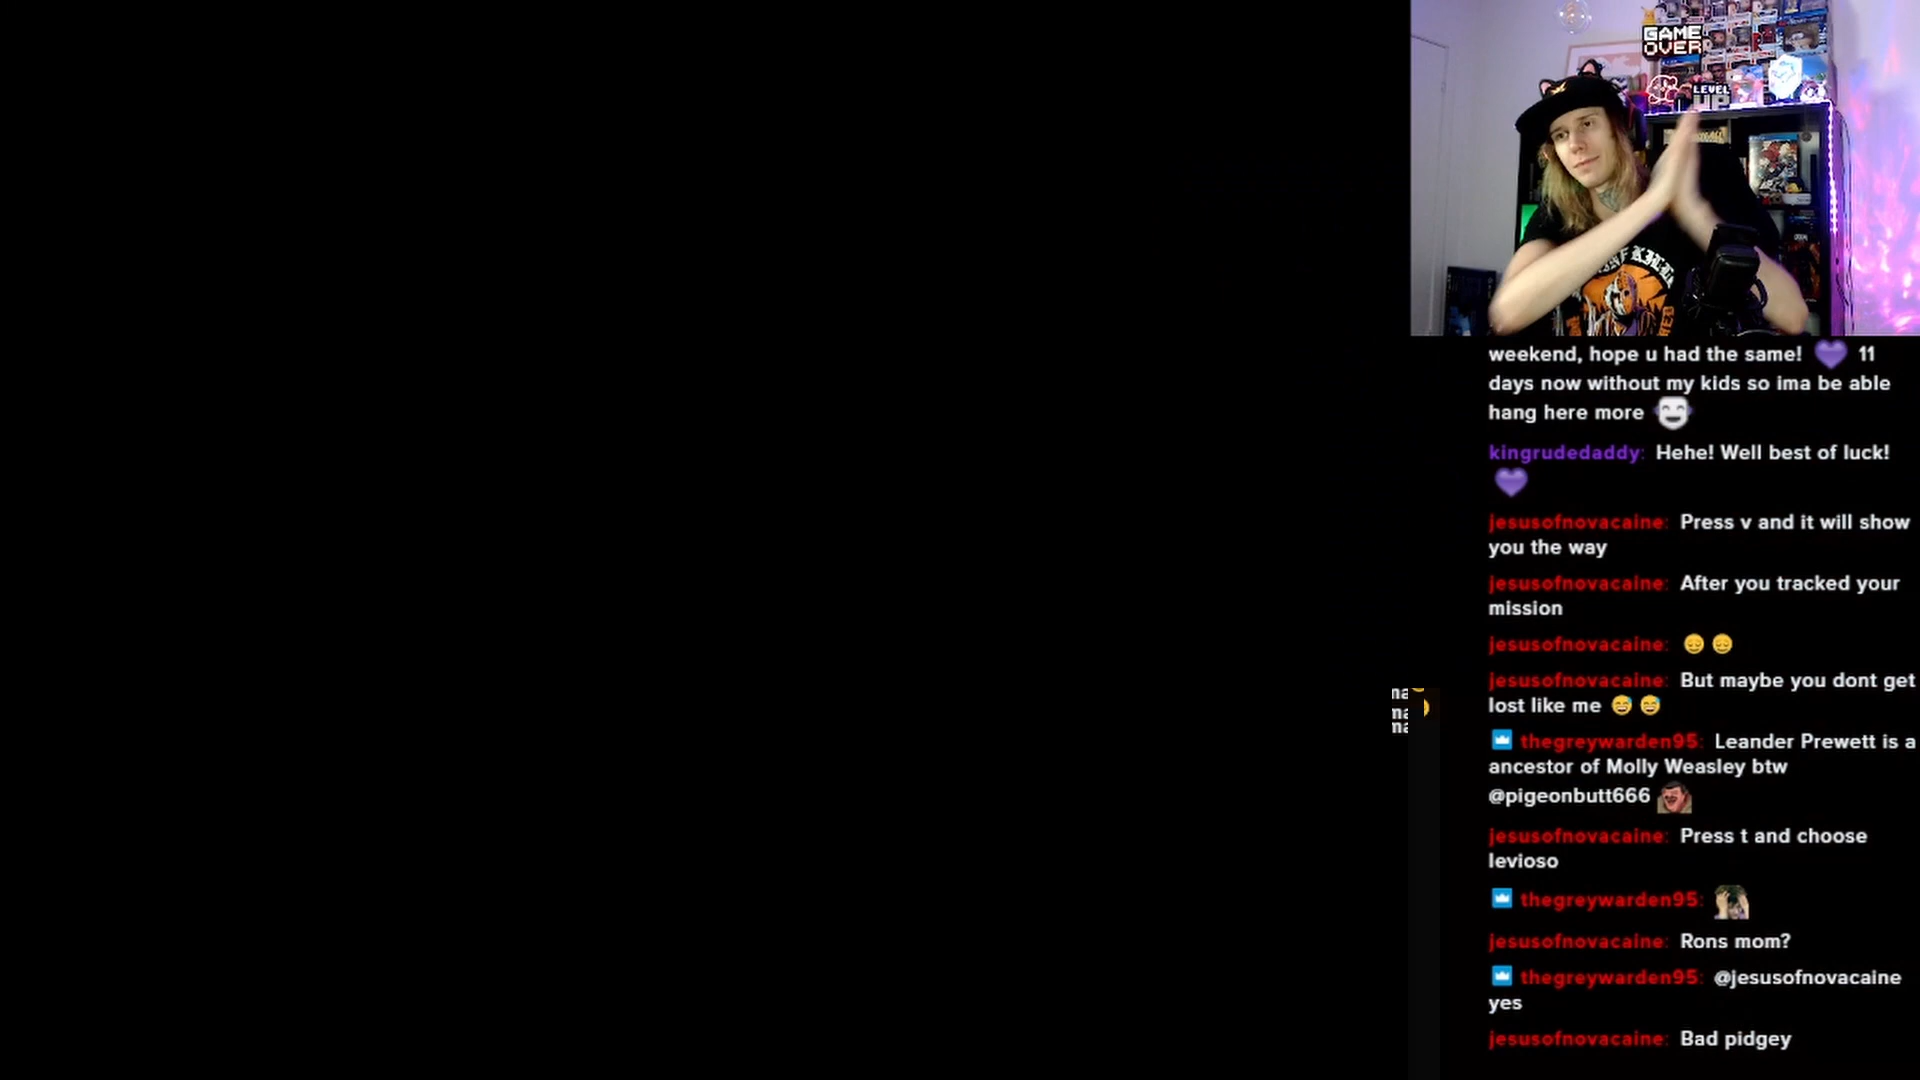 GAME
OVER
LEVEL
UP
weekend, hope u had the same! 💜 11
days now without my kids so ima be able
hang here more
kingrudedaddy: Hehe! Well best of luck!
💜
jesusofnovacaine: Press v and it will show
you the way
jesusofnovacaine: After you tracked your
mission
jesusofnovacaine: 😔 😔
jesusofnovacaine: But maybe you dont get
lost like me 😅 😅
thegreywarden95: Leander Prewett is a
ancestor of Molly Weasley btw
@pigeonbutt666
jesusofnovacaine: Press t and choose
levioso
thegreywarden95:
jesusofnovacaine: Rons mom?
thegreywarden95: @jesusofnovacaine
yes
jesusofnovacaine: Bad pidgey